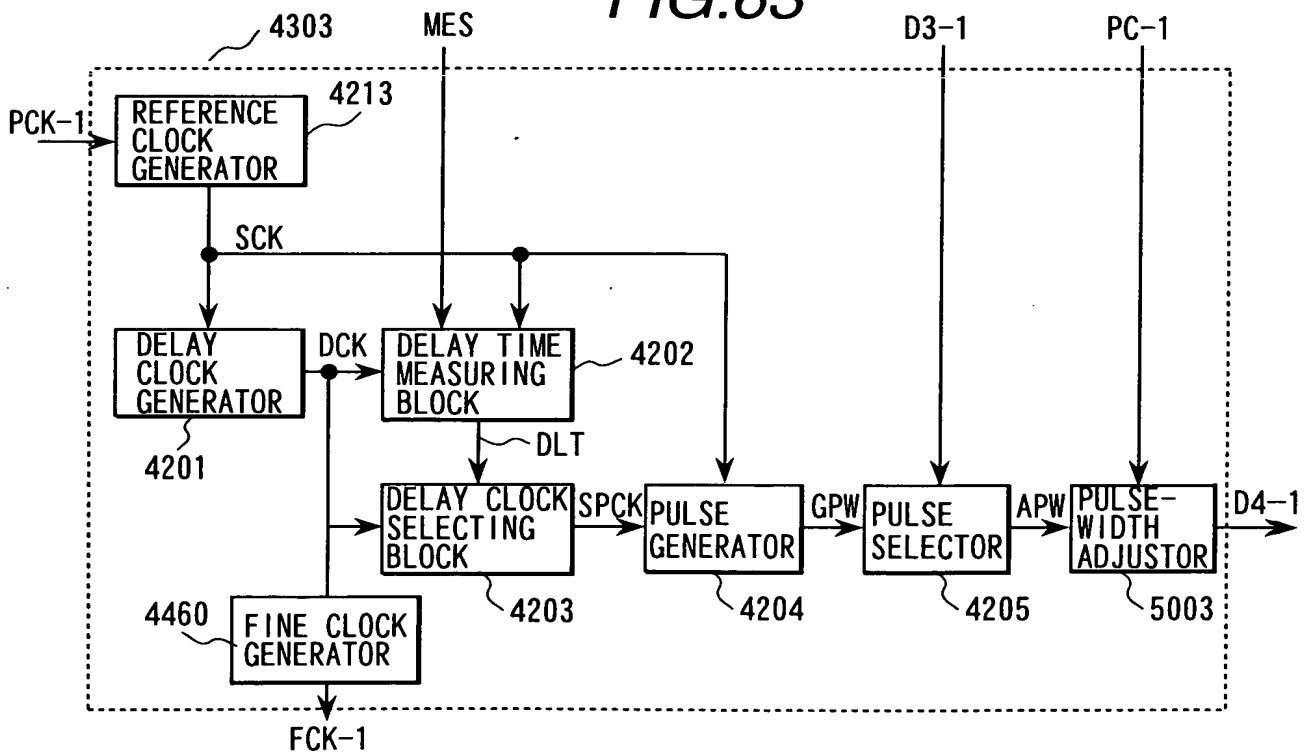 FIG.63
4303
MES
D3-1
PC-1
PCK-1
REFERENCE
CLOCK
GENERATOR
4213
SCK
DELAY
CLOCK
GENERATOR
4201
DCK
DELAY TIME
MEASURING
BLOCK
4202
DLT
DELAY CLOCK
SELECTING
BLOCK
4203
SPCK
PULSE
GENERATOR
4204
GPW
PULSE
SELECTOR
4205
APW
PULSE-
WIDTH
ADJUSTOR
5003
D4-1
4460
FINE CLOCK
GENERATOR
FCK-1